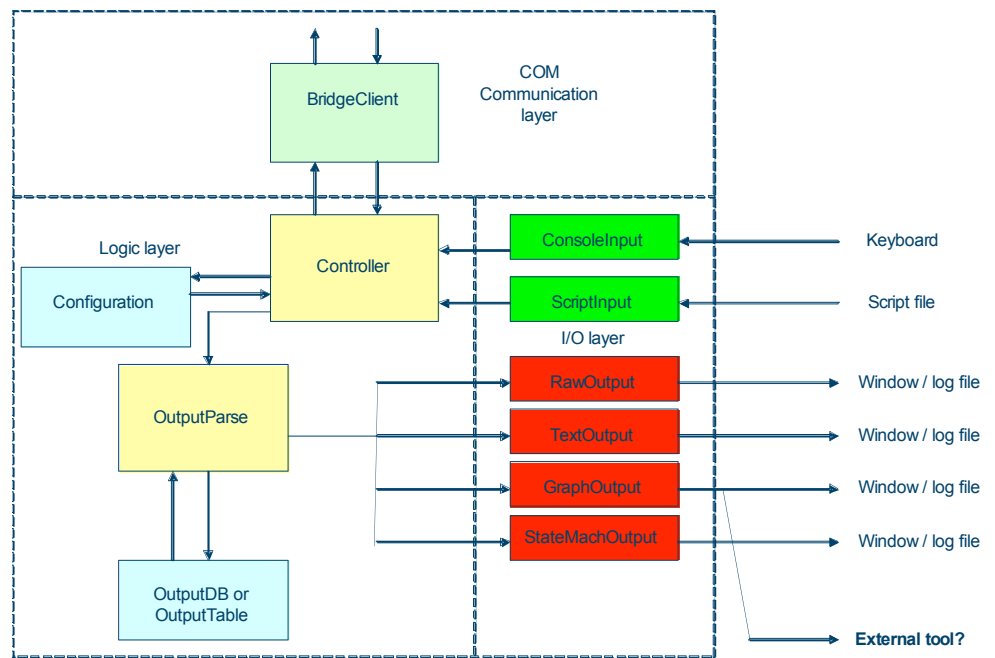 BridgeClient
COM
Communication
layer
Logic layer
Configuration
Controller
ConsoleInput
Keyboard
ScriptInput
Script file
I/O layer
OutputParse
RawOutput
Window / log file
TextOutput
Window / log file
GraphOutput
Window / log file
StateMachOutput
Window / log file
OutputDB or
OutputTable
External tool?